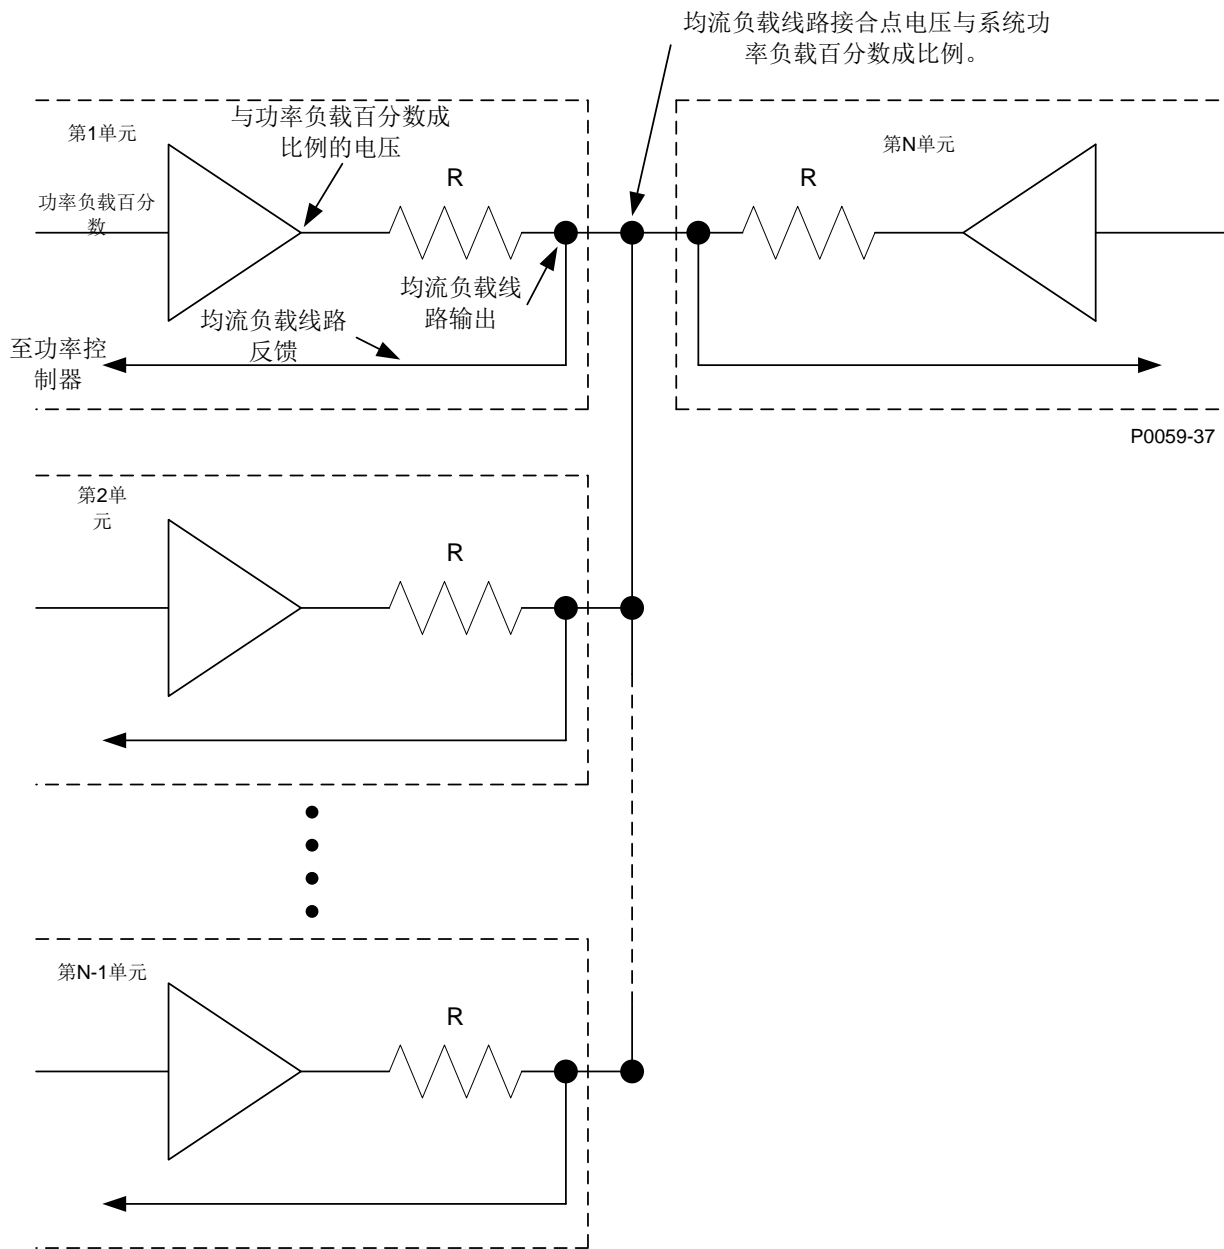 均流负载线路接合点电压与系统功
率负载百分数成比例。
第1单元
与功率负载百分数成
比例的电压
R
功率负载百分
数
均流负载线
路输出
均流负载线路
反馈
至功率控
制器
第N单元
R
P0059-37
第2单
元
R
第N-1单元
R